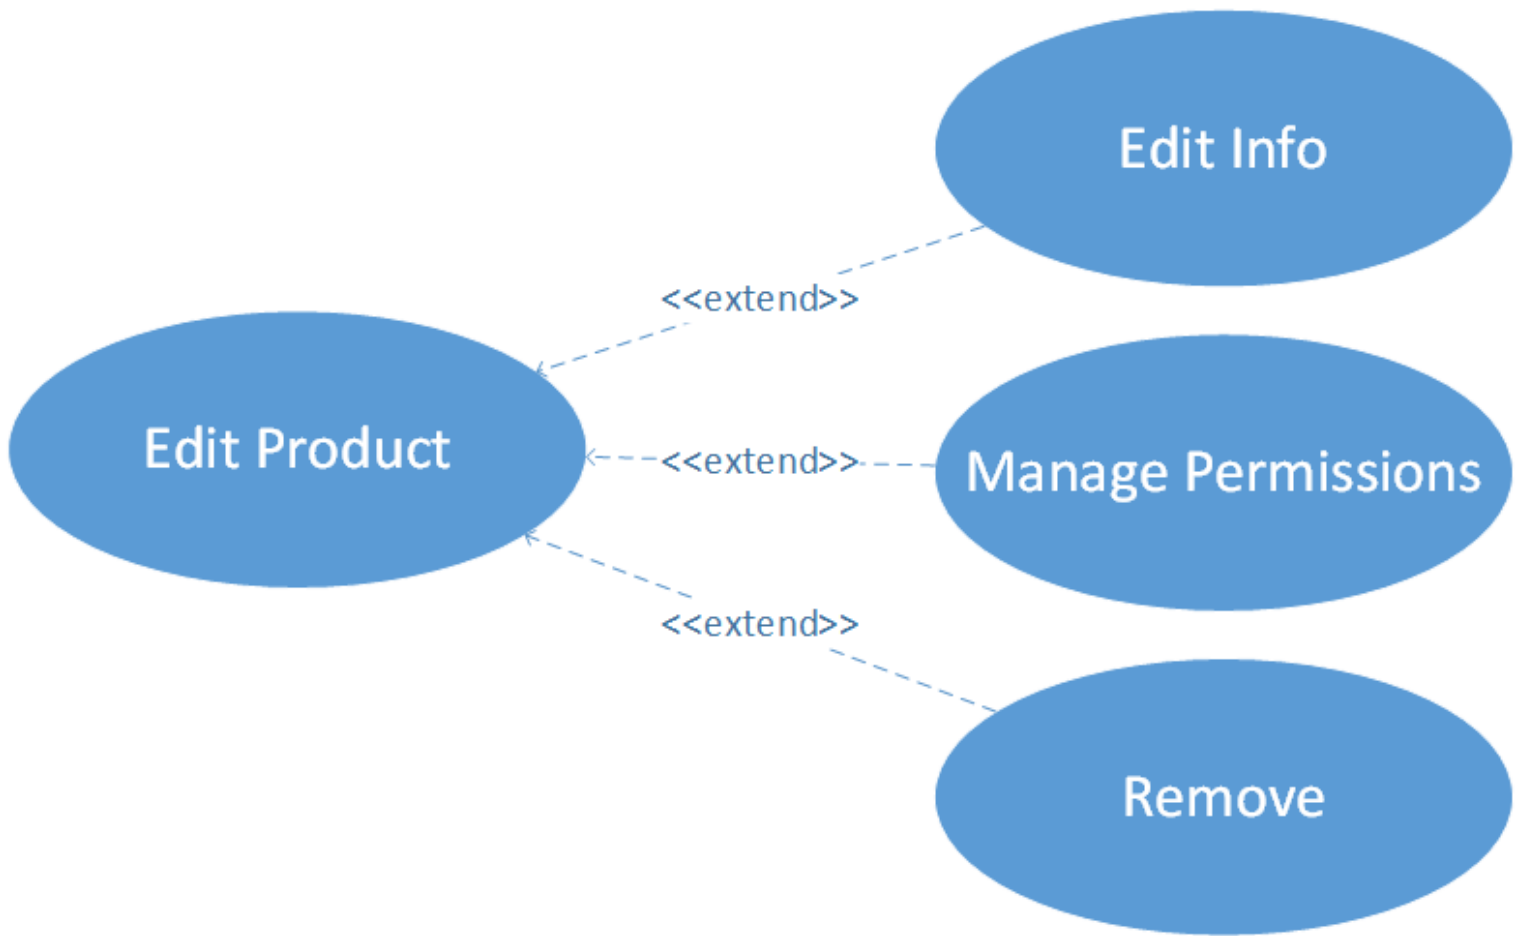 Edit Info
<<extend>>
Edit Product
<<extend>>
Manage Permissions
<<extend>>
Remove